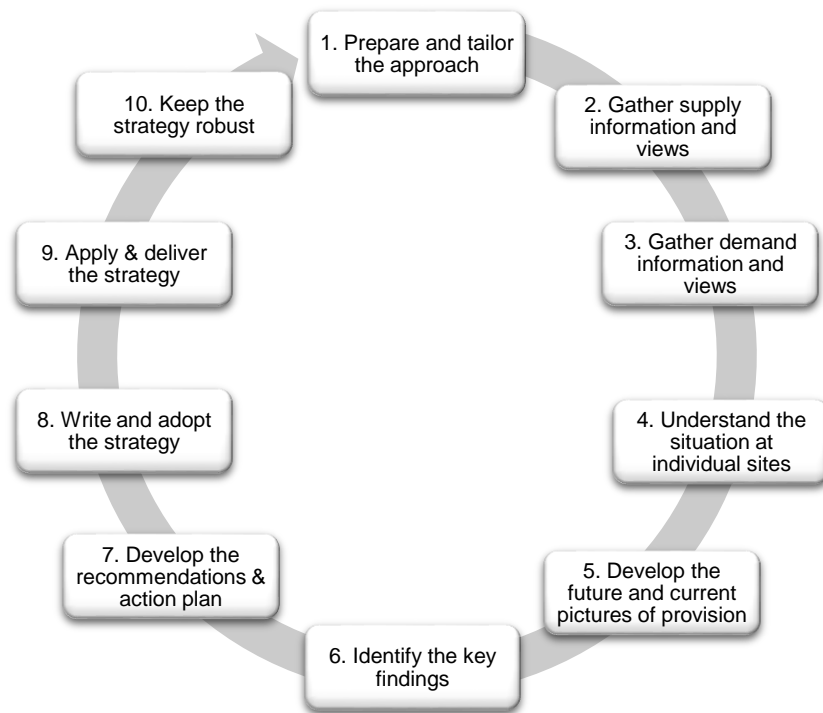 1. Prepare and tailor
the approach
2. Gather supply
information and
views
3. Gather demand
information and
views
4. Understand the
situation at
individual sites
5. Develop the
future and current
pictures of provision
6. Identify the key
findings
7. Develop the
recommendations &
action plan
8. Write and adopt
the strategy
9. Apply & deliver
the strategy
10. Keep the
strategy robust